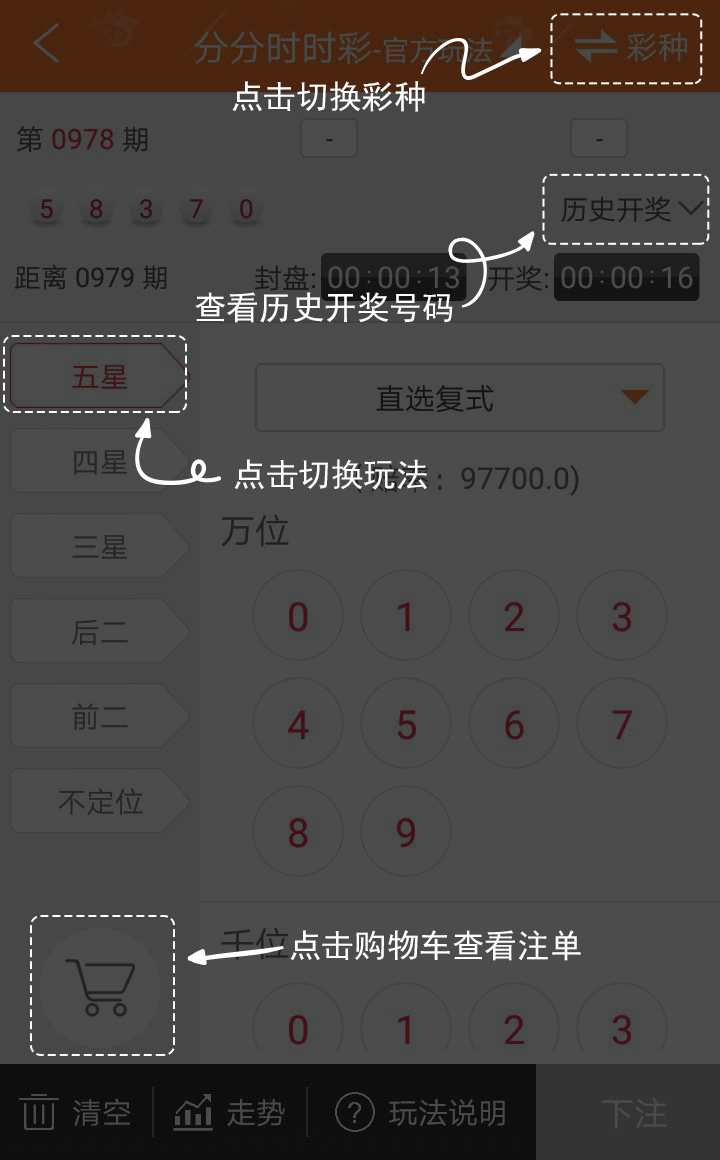 分分时时彩-官方玩法
彩种
点击切换彩种
第 0978 期
-
-
5 8 3 7 0
历史开奖
距离 0979 期
封盘: 00:00:13
开奖: 00:00:16
查看历史开奖号码
五星
直选复式
四星
点击切换玩法
: 97700.0)
万位
三星
0 1 2 3
后二
前二
4 5 6 7
不定位
8 9
千位
点击购物车查看注单
0 1 2 3
清空
走势
? 玩法说明
下注